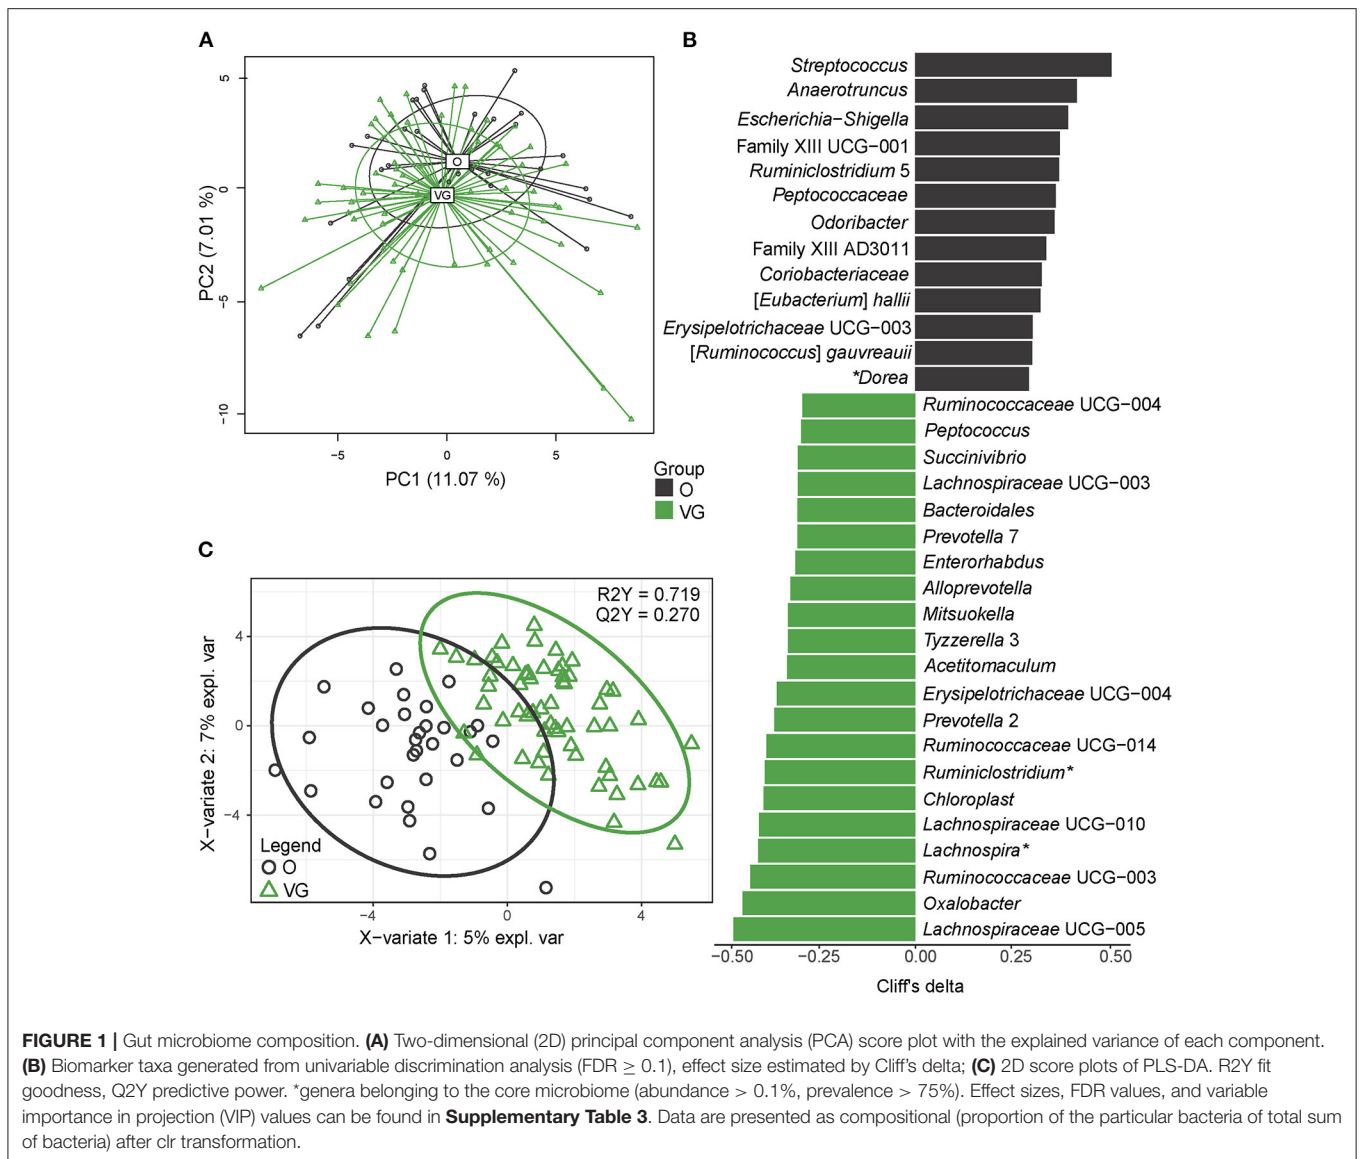 A
5
0
−5
−10
PC2 (7.01 %)
O
VG
−5
0
5
PC1 (11.07 %)
Group
O
VG
B
Streptococcus
Anaerotruncus
Escherichia−Shigella
Family XIII UCG−001
Ruminiclostridium 5
Peptococcaceae
Odoribacter
Family XIII AD3011
Coriobacteriaceae
[Eubacterium] hallii
Erysipelotrichaceae UCG−003
[Ruminococcus] gauvreauii
*Dorea
Ruminococcaceae UCG−004
Peptococcus
Succinivibrio
Lachnospiraceae UCG−003
Bacteroidales
Prevotella 7
Enterorhabdus
Alloprevotella
Mitsuokella
Tyzzerella 3
Acetitomaculum
Erysipelotrichaceae UCG−004
Prevotella 2
Ruminococcaceae UCG−014
Ruminiclostridium*
Chloroplast
Lachnospiraceae UCG−010
Lachnospira*
Ruminococcaceae UCG−003
Oxalobacter
Lachnospiraceae UCG−005
−0.50
−0.25
0.00
0.25
0.50
Cliff's delta
C
R2Y = 0.719
Q2Y = 0.270
4
0
−4
X−variate 2: 7% expl. var
Legend
O
VG
−4
0
4
X−variate 1: 5% expl. var
FIGURE 1 | Gut microbiome composition. (A) Two-dimensional (2D) principal component analysis (PCA) score plot with the explained variance of each component.
(B) Biomarker taxa generated from univariable discrimination analysis (FDR ≥ 0.1), effect size estimated by Cliff's delta; (C) 2D score plots of PLS-DA. R2Y fit
goodness, Q2Y predictive power. *genera belonging to the core microbiome (abundance > 0.1%, prevalence > 75%). Effect sizes, FDR values, and variable
importance in projection (VIP) values can be found in Supplementary Table 3. Data are presented as compositional (proportion of the particular bacteria of total sum
of bacteria) after clr transformation.